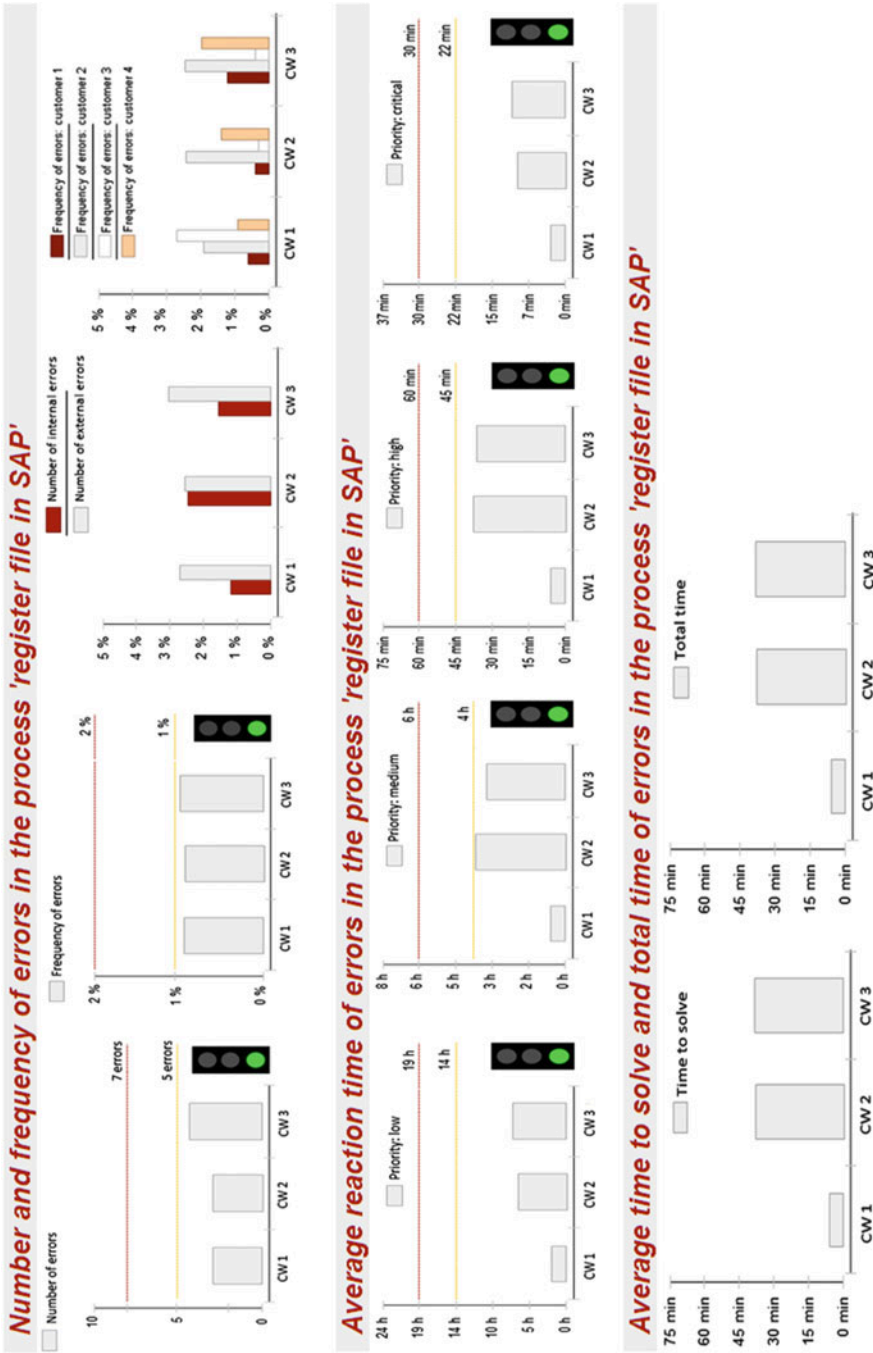 Number and frequency of errors in the process 'register file in SAP'
Number of errors
10
5
0
7 errors
5 errors
CW 1
CW 2
CW 3
Frequency of errors
2 %
1 %
0 %
2 %
1 %
CW 1
CW 2
CW 3
Number of internal errors
Number of external errors
5 %
4 %
3 %
2 %
1 %
0 %
CW 1
CW 2
CW 3
Frequency of errors: customer 1
Frequency of errors: customer 2
Frequency of errors: customer 3
Frequency of errors: customer 4
5 %
4 %
3 %
2 %
1 %
0 %
CW 1
CW 2
CW 3
Average reaction time of errors in the process 'register file in SAP'
Priority: low
24 h
19 h
14 h
10 h
5 h
0 h
19 h
14 h
CW 1
CW 2
CW 3
Priority: medium
8 h
6 h
5 h
3 h
2 h
0 h
6 h
4 h
CW 1
CW 2
CW 3
Priority: high
75 min
60 min
45 min
30 min
15 min
0 min
60 min
45 min
CW 1
CW 2
CW 3
Priority: critical
37 min
30 min
22 min
15 min
7 min
0 min
30 min
22 min
CW 1
CW 2
CW 3
Average time to solve and total time of errors in the process 'register file in SAP'
Time to solve
75 min
60 min
45 min
30 min
15 min
0 min
CW 1
CW 2
CW 3
Total time
75 min
60 min
45 min
30 min
15 min
0 min
CW 1
CW 2
CW 3